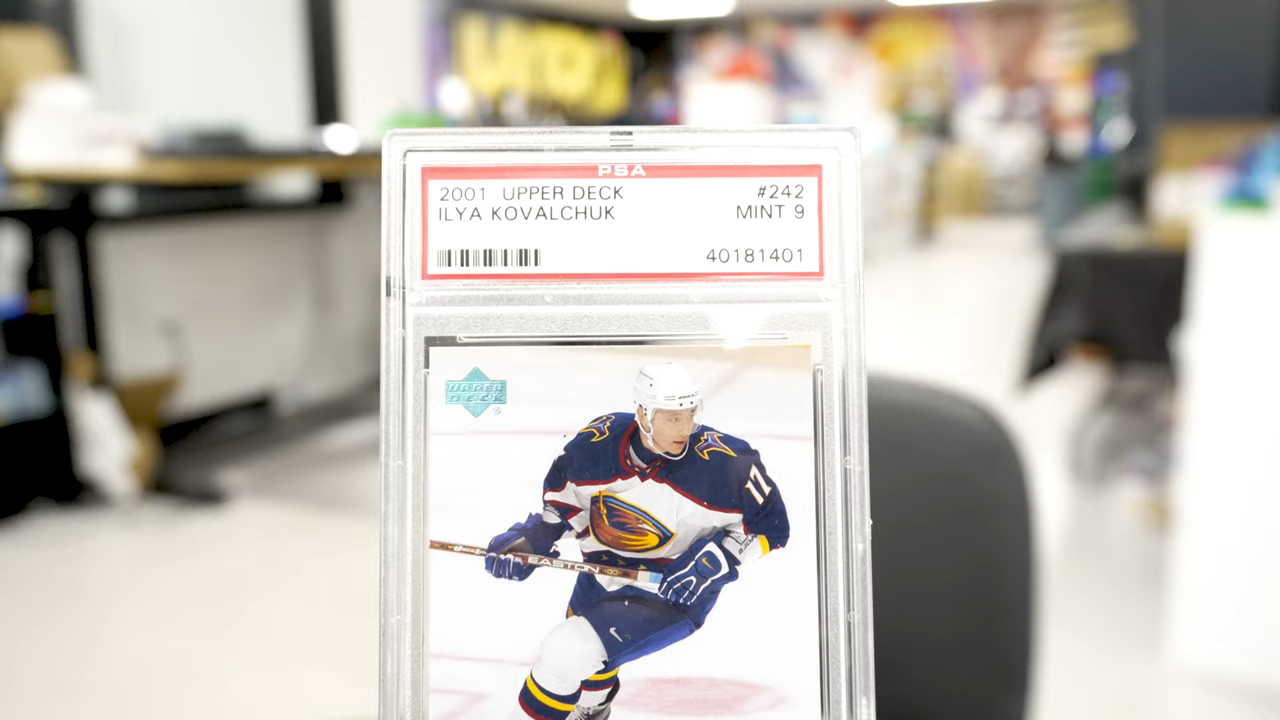 PSA
2001 UPPER DECK #242
ILYA KOVALCHUK MINT 9
40181401
UPPER
DECK
17
EASTON